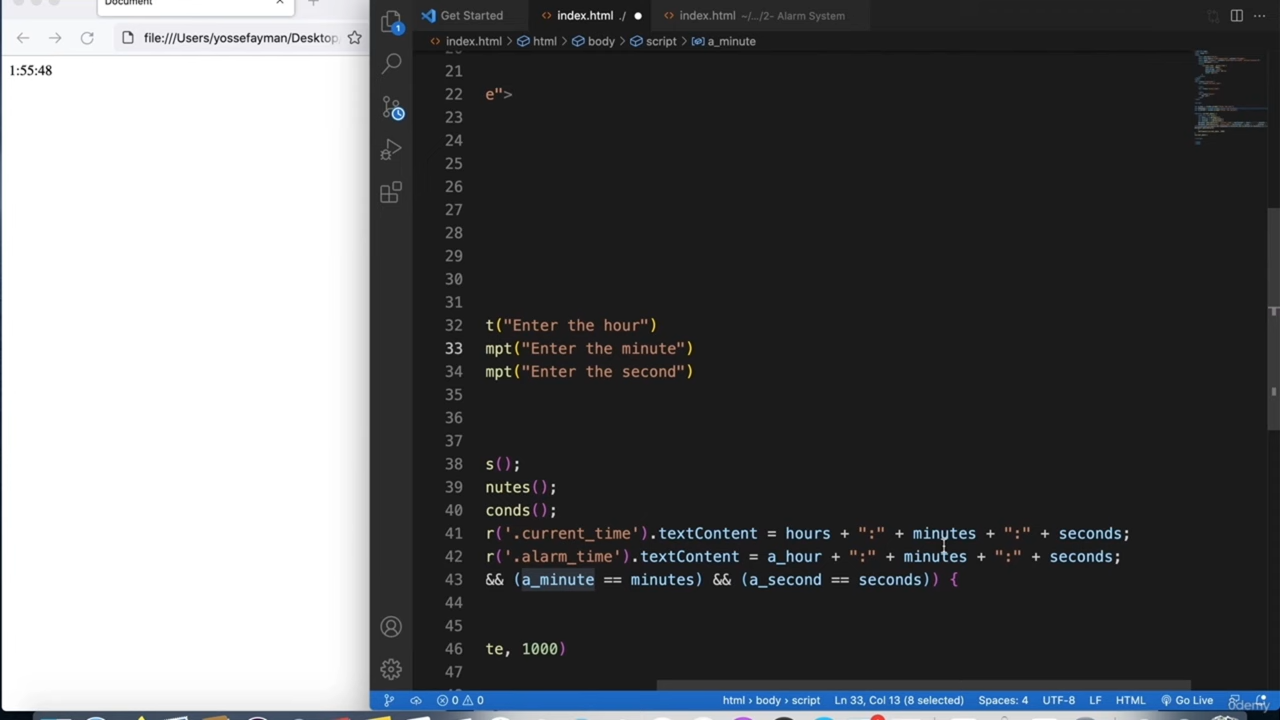 Document
Get Started
index.html ./
index.html ~/.../2- Alarm System
file:///Users/yossefayman/Desktop
index.html > html > body > script > a_minute
1:55:48
21
22 e">
23
24
25
26
27
28
29
30
31
32 t("Enter the hour")
33 mpt("Enter the minute")
34 mpt("Enter the second")
35
36
37
38 s();
39 nutes();
40 conds();
41 r('.current_time').textContent = hours + ":" + minutes + ":" + seconds;
42 r('.alarm_time').textContent = a_hour + ":" + minutes + ":" + seconds;
43 && (a_minute == minutes) && (a_second == seconds)) {
44
45
46 te, 1000)
47
1
0 0 html > body > script Ln 33, Col 13 (8 selected) Spaces: 4 UTF-8 LF HTML Go Live
udemy